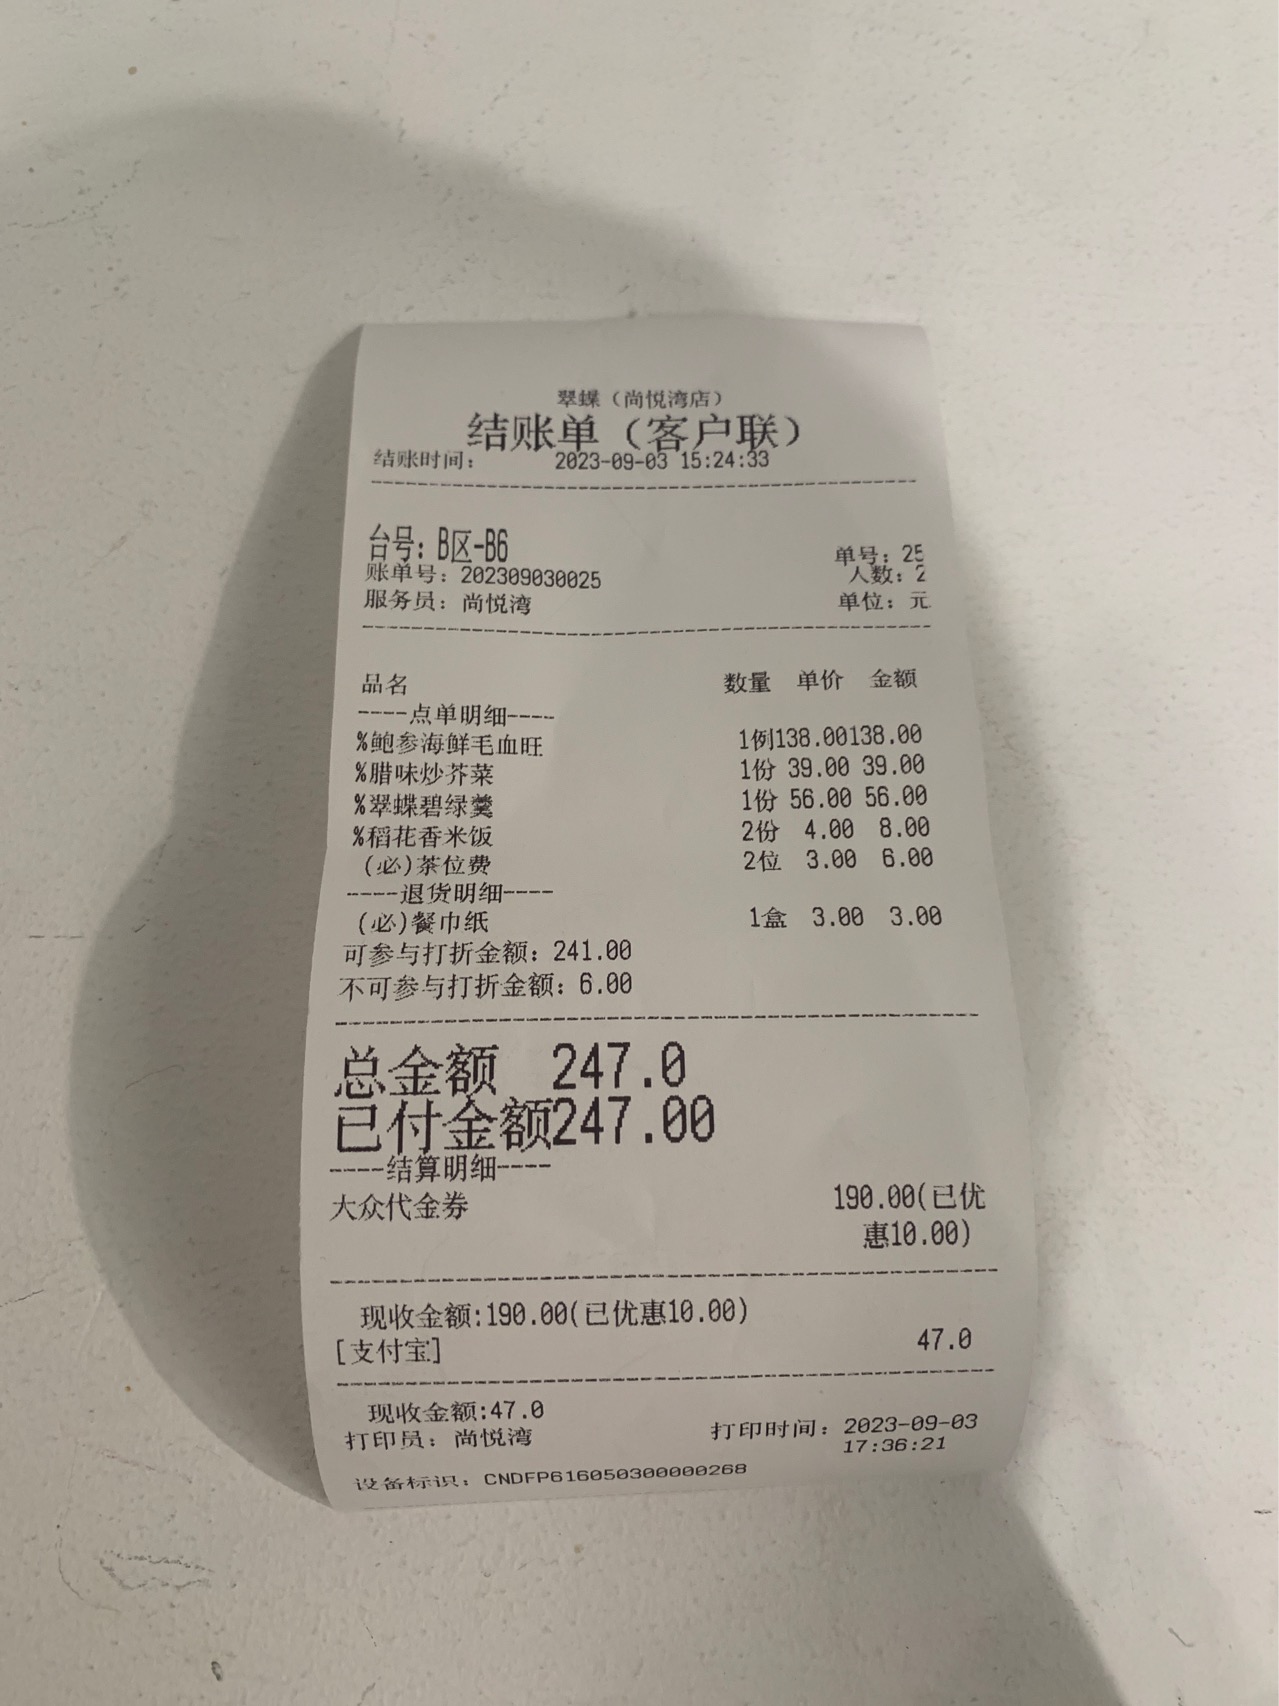 翠蝶（尚悦湾店）
结账单（客户联）
结账时间： 2023-09-03 15:24:33
台号：B区-B6
单号：25
账单号：202309030025
人数：2
服务员：尚悦湾
单位：元
品名 数量 单价 金额
----点单明细----
%鲍参海鲜毛血旺 1例138.00138.00
%腊味炒芥菜 1份 39.00 39.00
%翠蝶碧绿羹 1份 56.00 56.00
%稻花香米饭 2份 4.00 8.00
(必)茶位费 2位 3.00 6.00
----退货明细----
(必)餐巾纸 1盒 3.00 3.00
可参与打折金额：241.00
不可参与打折金额：6.00
总金额 247.0
已付金额247.00
----结算明细----
大众代金券 190.00(已优
惠10.00)
现收金额:190.00(已优惠10.00)
[支付宝] 47.0
现收金额:47.0
打印员：尚悦湾 打印时间：2023-09-03
17:36:21
设备标识：CNDFP616050300000268